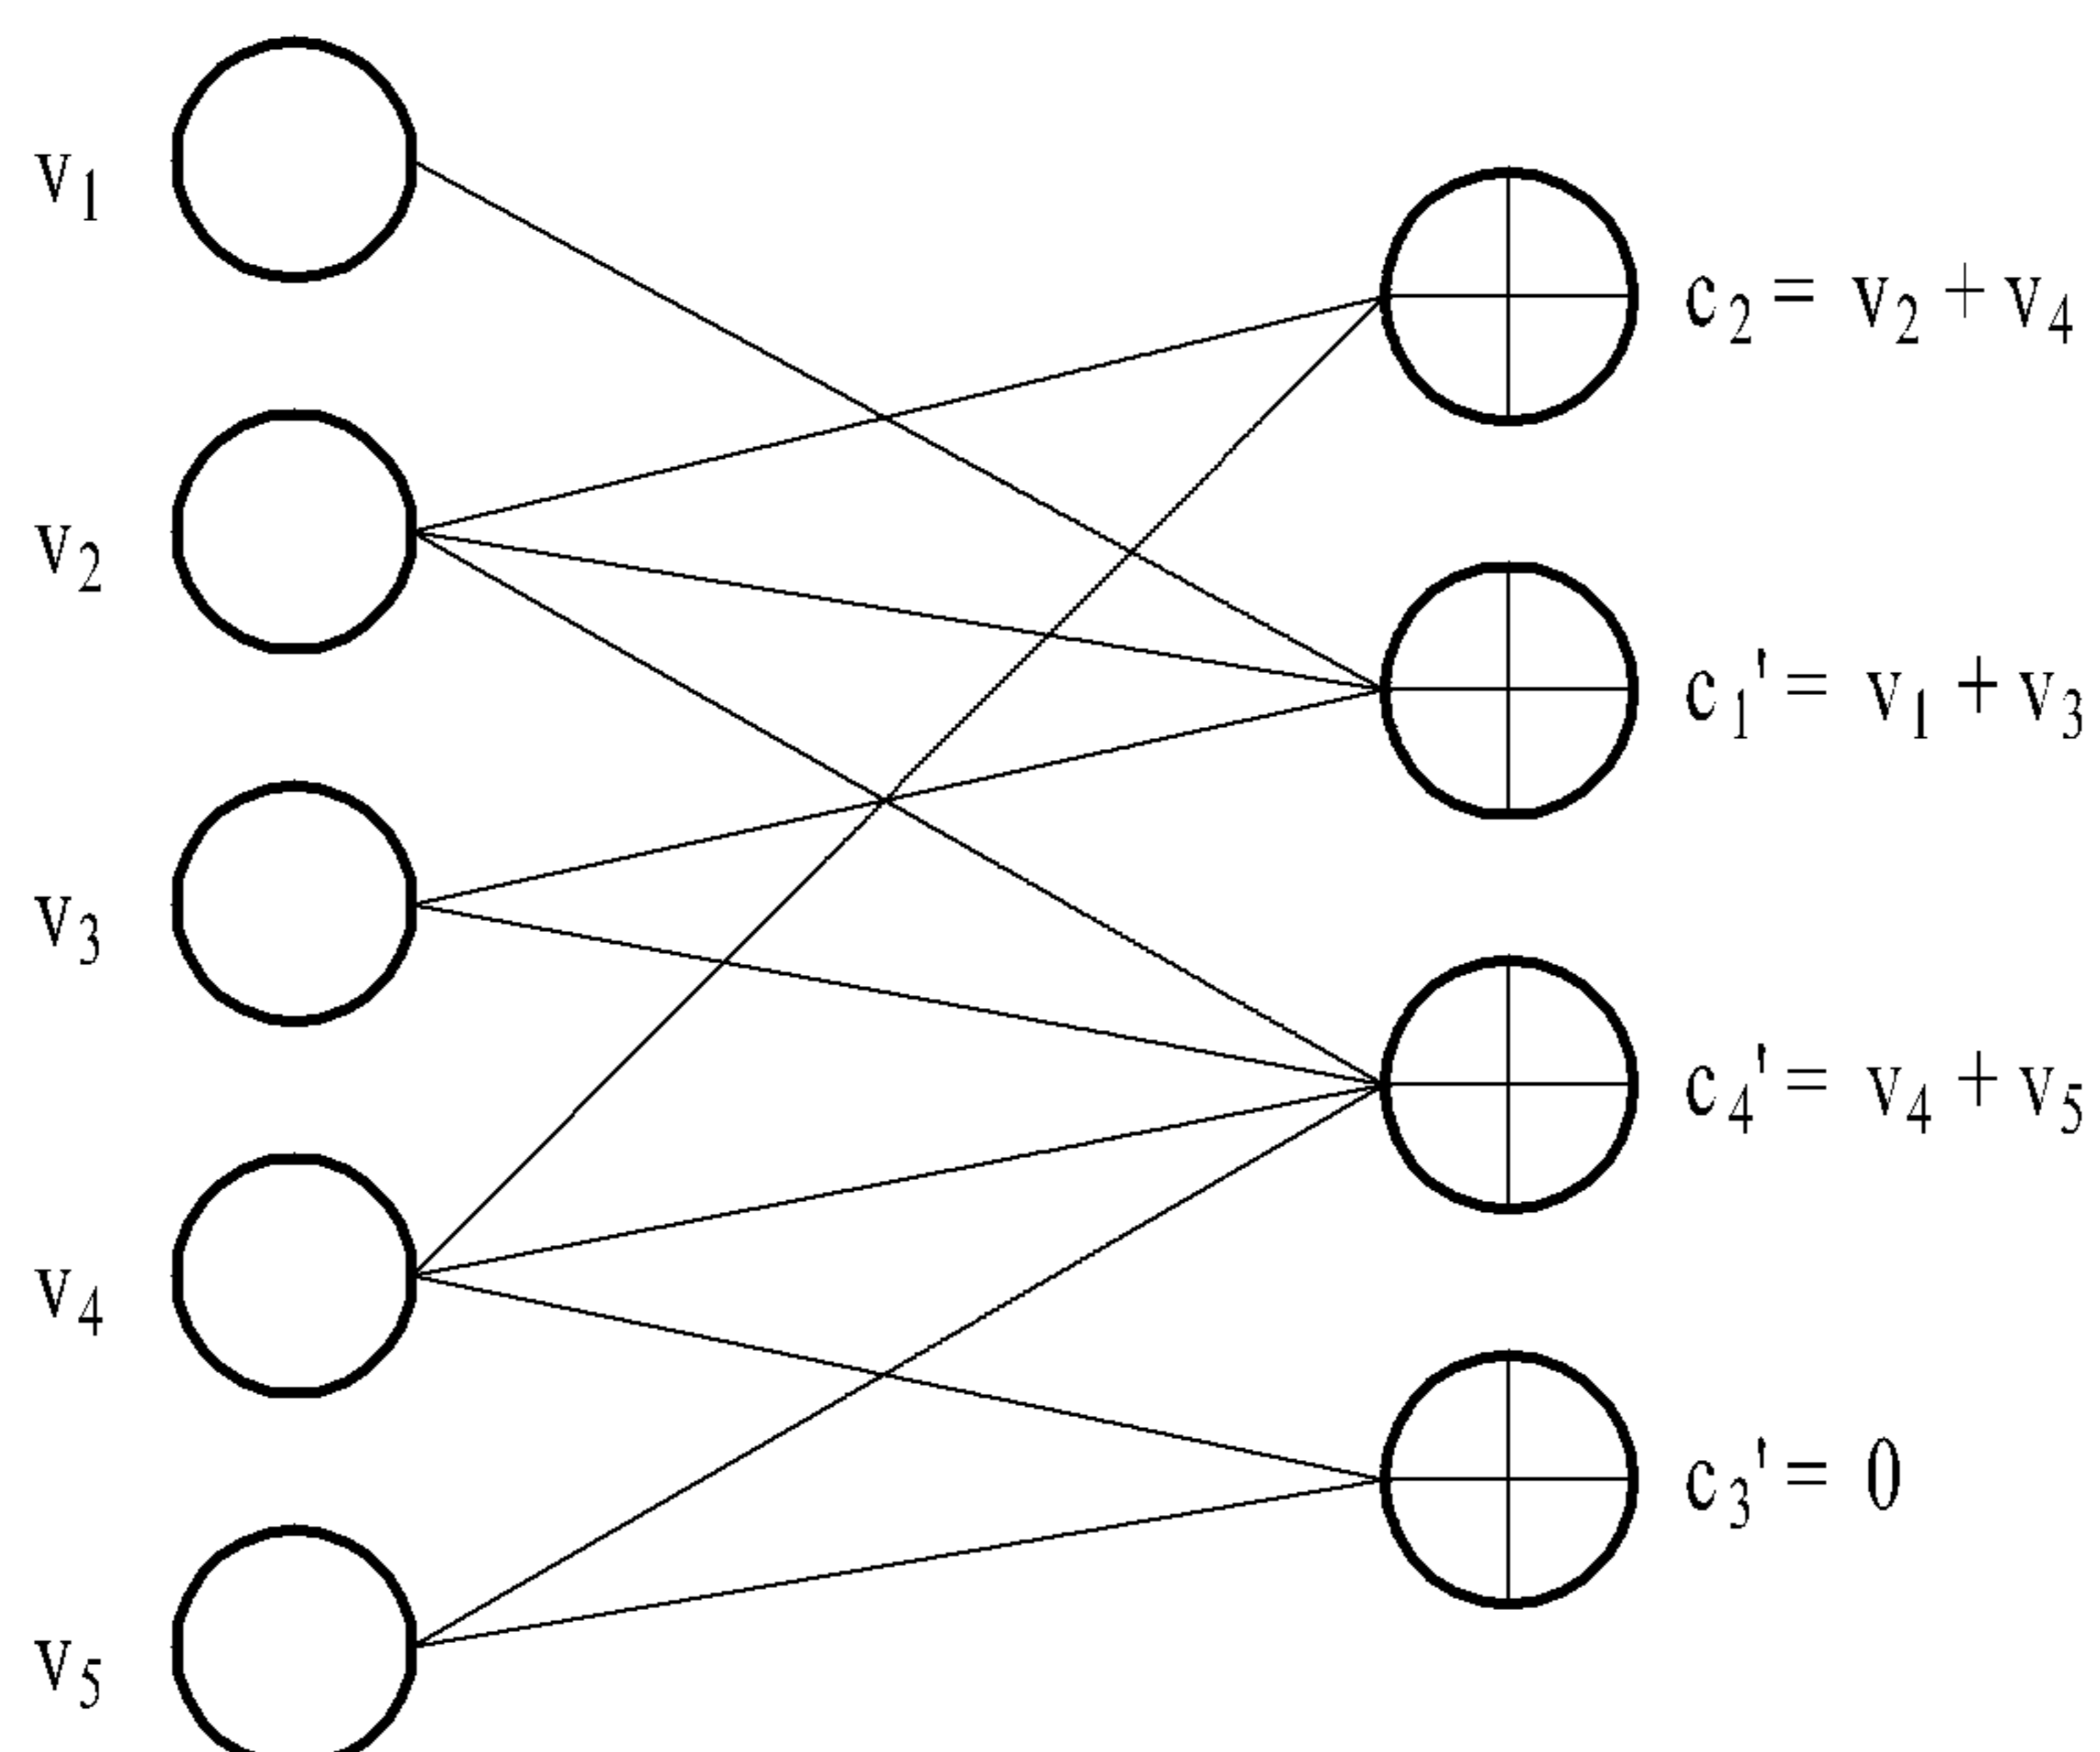 v₁
c₂ = v₂ + v₄
v₂
c₁' = v₁ + v₃
v₃
c₄' = v₄ + v₅
v₄
c₃' = 0
v₅